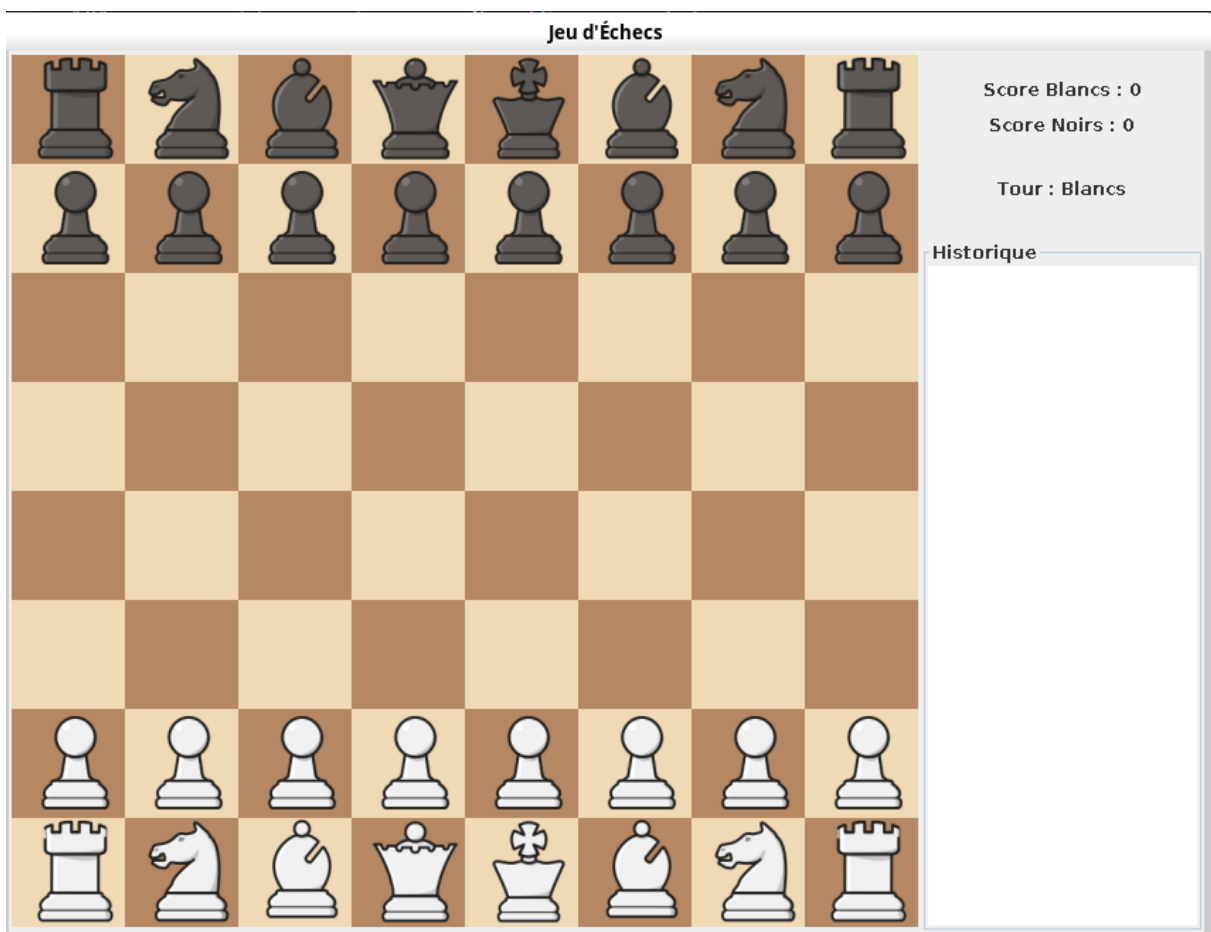 Jeu d'Échecs
Score Blancs : 0
Score Noirs : 0
Tour : Blancs
Historique